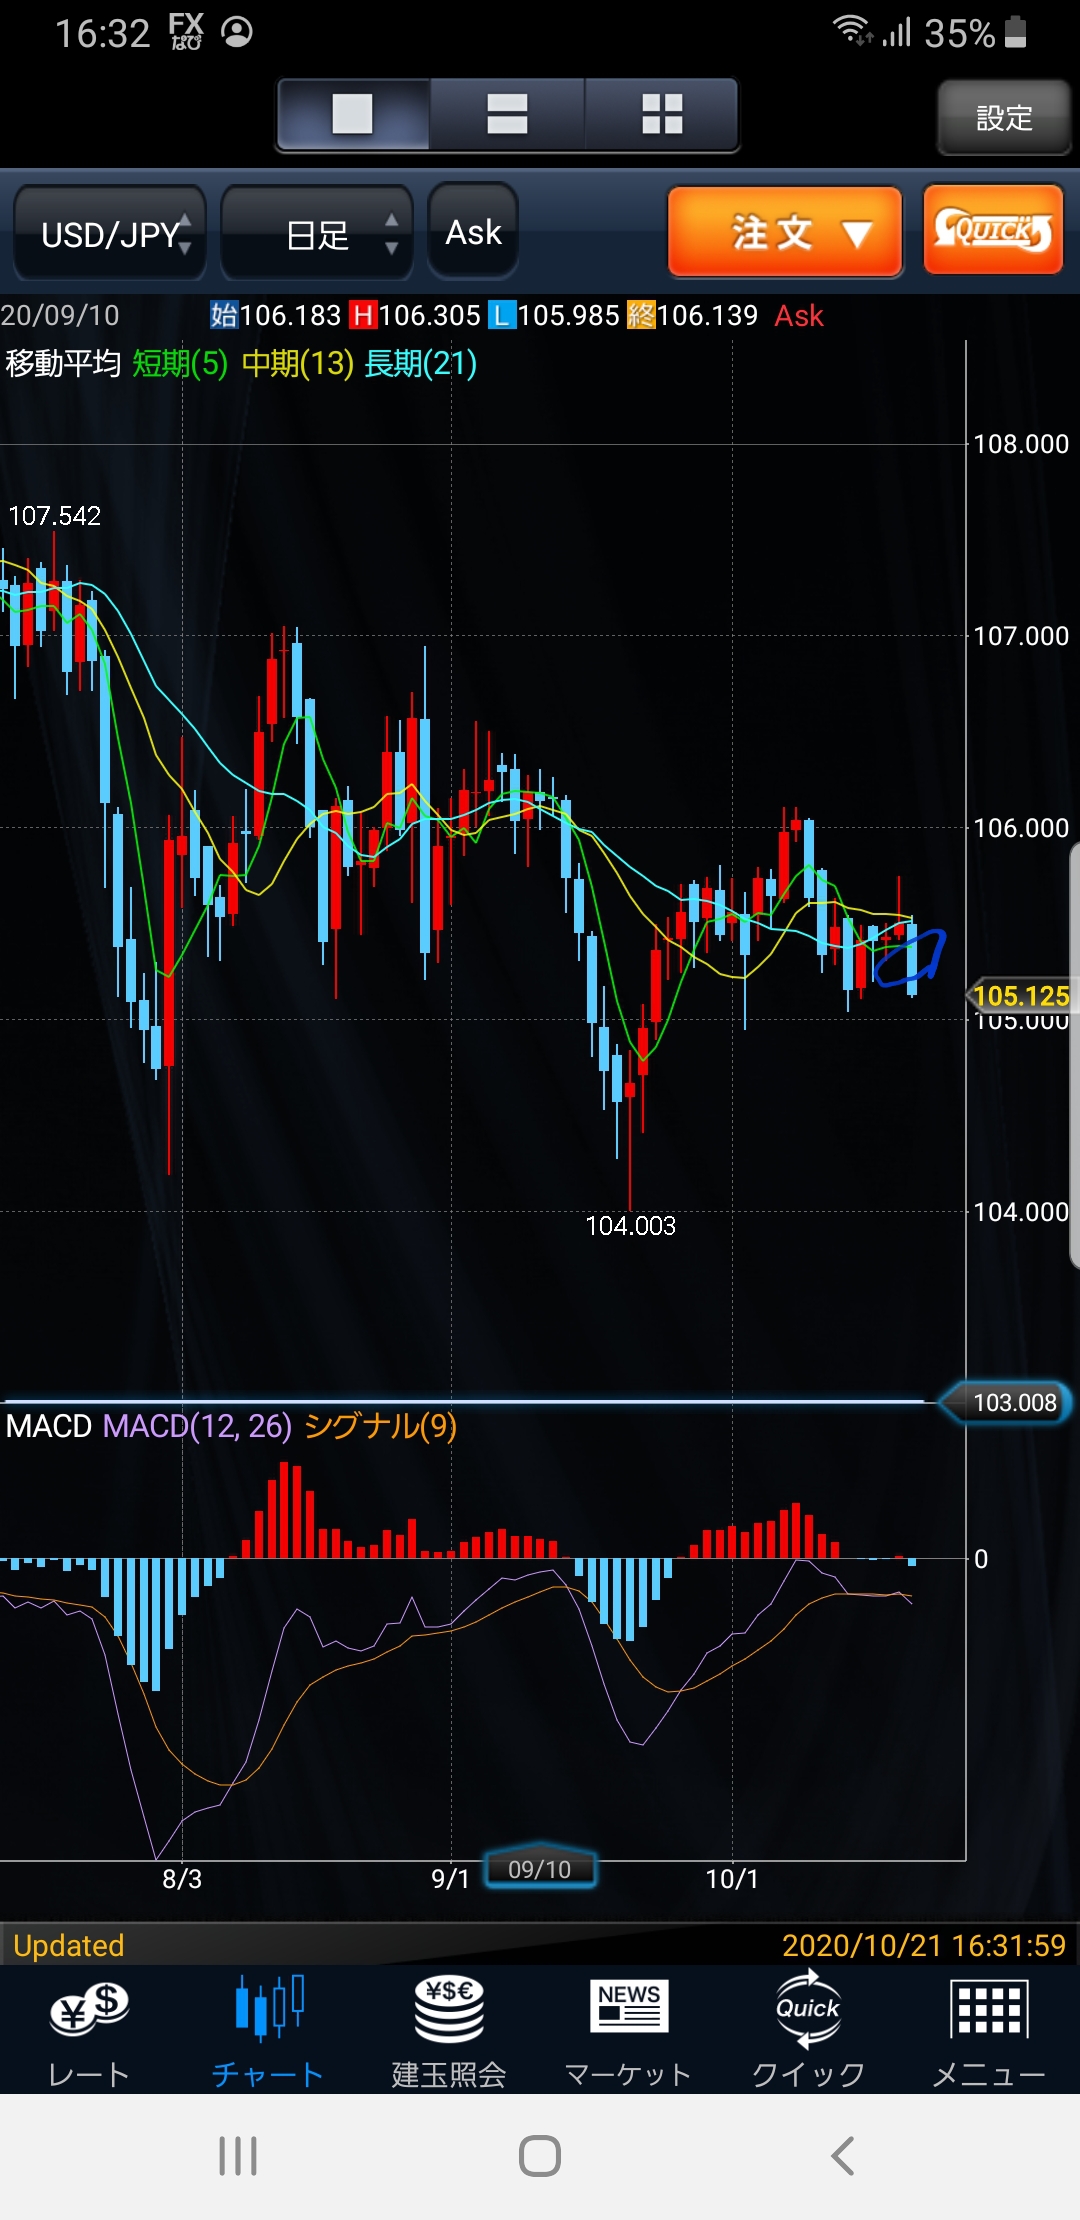 16:32 FXなび 35%
設定
USD/JPY 日足 Ask 注文 QUICK
20/09/10 始106.183 H106.305 L105.985 終106.139 Ask
移動平均 短期(5) 中期(13) 長期(21)
108.000
107.542
107.000
106.000
105.125
105.000
104.000
104.003
103.008
MACD MACD(12, 26) シグナル(9)
0
8/3 9/1 09/10 10/1
Updated 2020/10/21 16:31:59
¥$ ¥$€ NEWS Quick
レート チャート 建玉照会 マーケット クイック メニュー